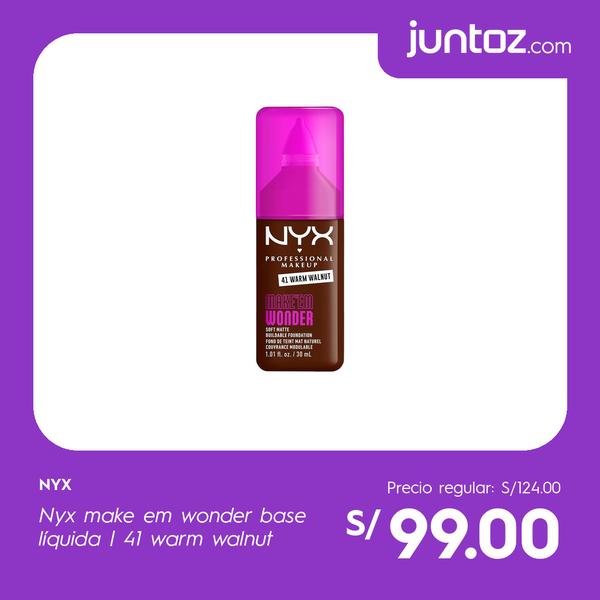 juntoz.com
NYX
PROFESSIONAL
MAKEUP
41 WARM WALNUT
MAKE'EM
WONDER
SOFT MATTE
BUILDABLE FOUNDATION
FOND DE TEINT MAT NATUREL
COUVRANCE MODULABLE
1.01 fl. oz. / 30 mL
NYX
Nyx make em wonder base
líquida | 41 warm walnut
Precio regular: S/124.00
S/ 99.00